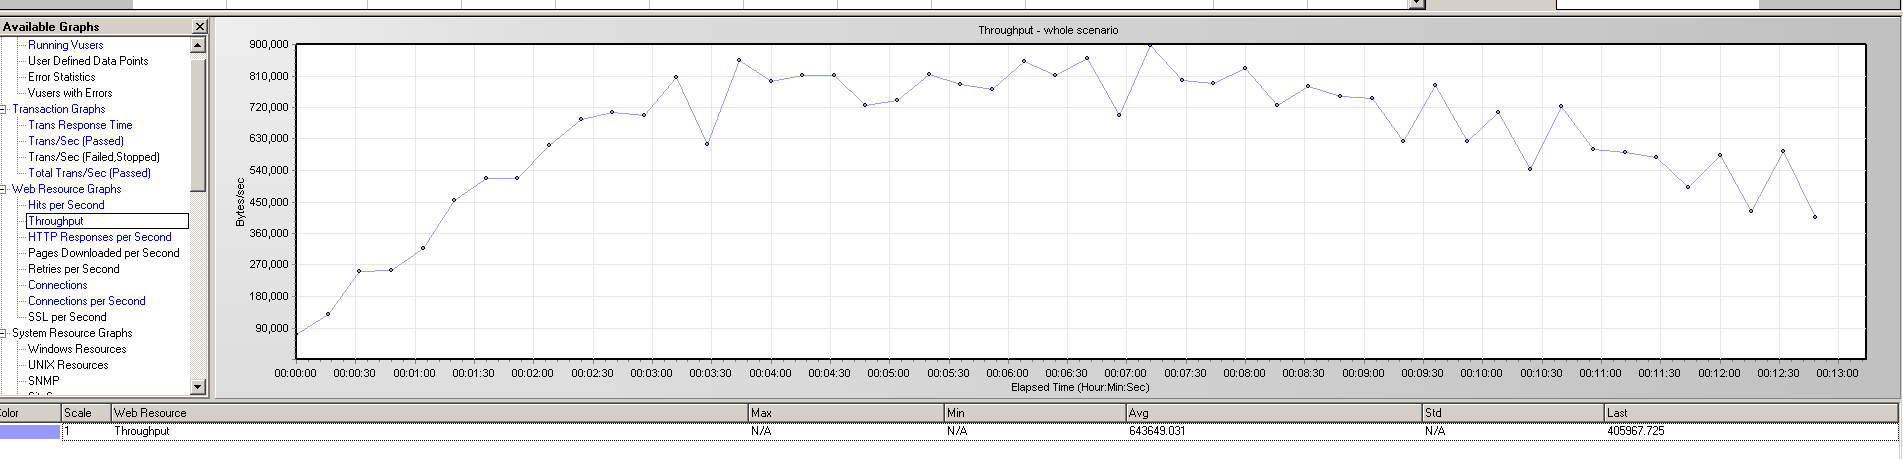 Available Graphs
Running Vusers
User Defined Data Points
Error Statistics
Vusers with Errors
Transaction Graphs
Trans Response Time
Trans/Sec (Passed)
Trans/Sec (Failed,Stopped)
Total Trans/Sec (Passed)
Web Resource Graphs
Hits per Second
Throughput
HTTP Responses per Second
Pages Downloaded per Second
Retries per Second
Connections
Connections per Second
SSL per Second
System Resource Graphs
Windows Resources
UNIX Resources
SNMP
Throughput - whole scenario
900,000
810,000
720,000
630,000
540,000
450,000
360,000
270,000
180,000
90,000
Bytes/sec
00:00:00 00:00:30 00:01:00 00:01:30 00:02:00 00:02:30 00:03:00 00:03:30 00:04:00 00:04:30 00:05:00 00:05:30 00:06:00 00:06:30 00:07:00 00:07:30 00:08:00 00:08:30 00:09:00 00:09:30 00:10:00 00:10:30 00:11:00 00:11:30 00:12:00 00:12:30 00:13:00
Elapsed Time (Hour:Min:Sec)
Scale Web Resource Max Min Avg Std Last
1 Throughput N/A N/A 643649.031 N/A 405967.725